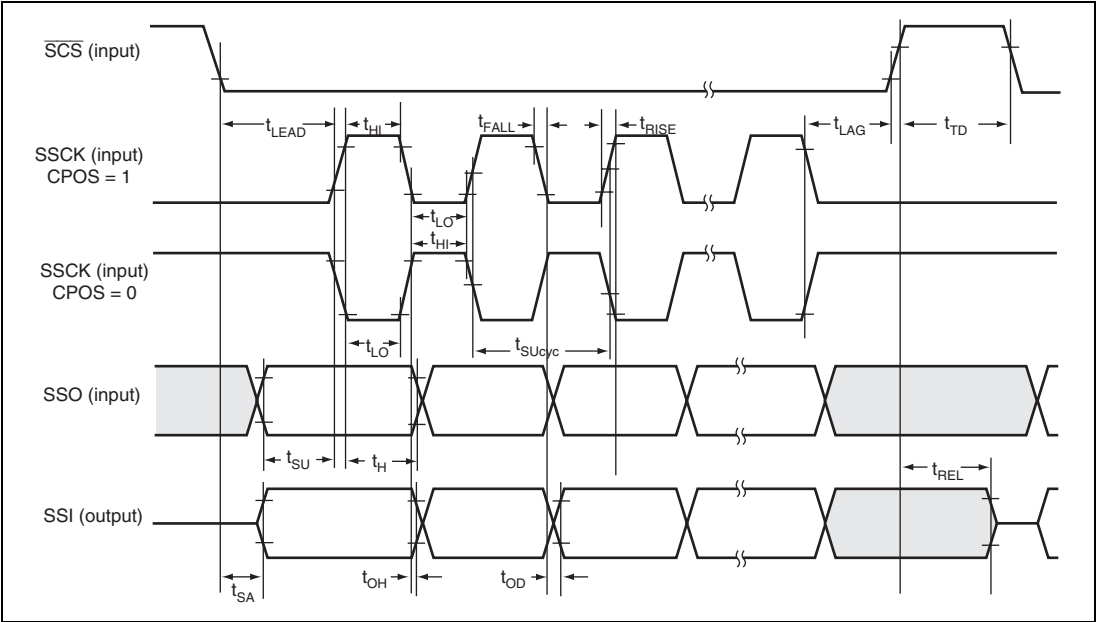 SCS (input)
tLEAD
tHI
tFALL
tRISE
tLAG
tTD
SSCK (input)
CPOS = 1
tLO
tHI
SSCK (input)
CPOS = 0
tLO
tSUcyc
SSO (input)
tSU
tH
tREL
SSI (output)
tSA
tOH
tOD